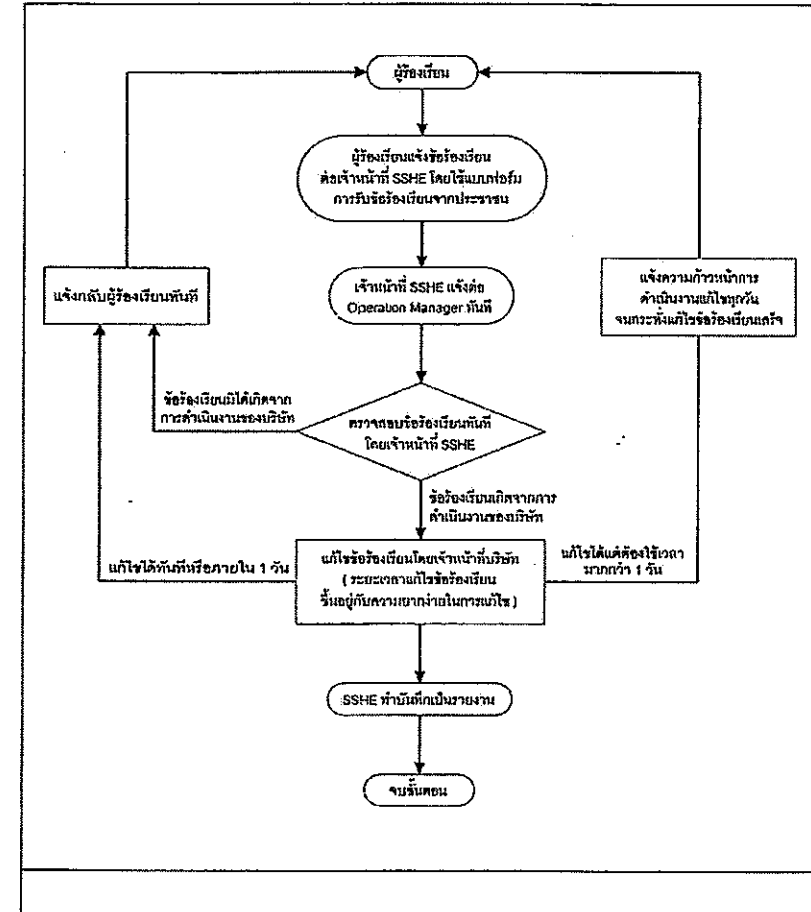 ผู้ร้องเรียน
ผู้ร้องเรียนแจ้งข้อร้องเรียน
ต่อเจ้าหน้าที่ SSHE โดยใช้แบบฟอร์ม
การรับข้อร้องเรียนจากประชาชน
แจ้งกลับผู้ร้องเรียนทันที
เจ้าหน้าที่ SSHE แจ้งต่อ
Operation Manager ทันที
แจ้งความก้าวหน้าการ
ดำเนินงานแก้ไขทุกวัน
จนกระทั่งแก้ไขข้อร้องเรียนเสร็จ
ข้อร้องเรียนมิได้เกิดจาก
การดำเนินงานของบริษัท
ตรวจสอบข้อร้องเรียนทันที
โดยเจ้าหน้าที่ SSHE
ข้อร้องเรียนเกิดจากการ
ดำเนินงานของบริษัท
แก้ไขได้ทันทีหรือภายใน 1 วัน
แก้ไขข้อร้องเรียนโดยเจ้าหน้าที่บริษัท
( ระยะเวลาแก้ไขข้อร้องเรียน
ขึ้นอยู่กับความยากง่ายในการแก้ไข )
แก้ไขได้แต่ต้องใช้เวลา
มากกว่า 1 วัน
SSHE ทำบันทึกเป็นรายงาน
จบขั้นตอน